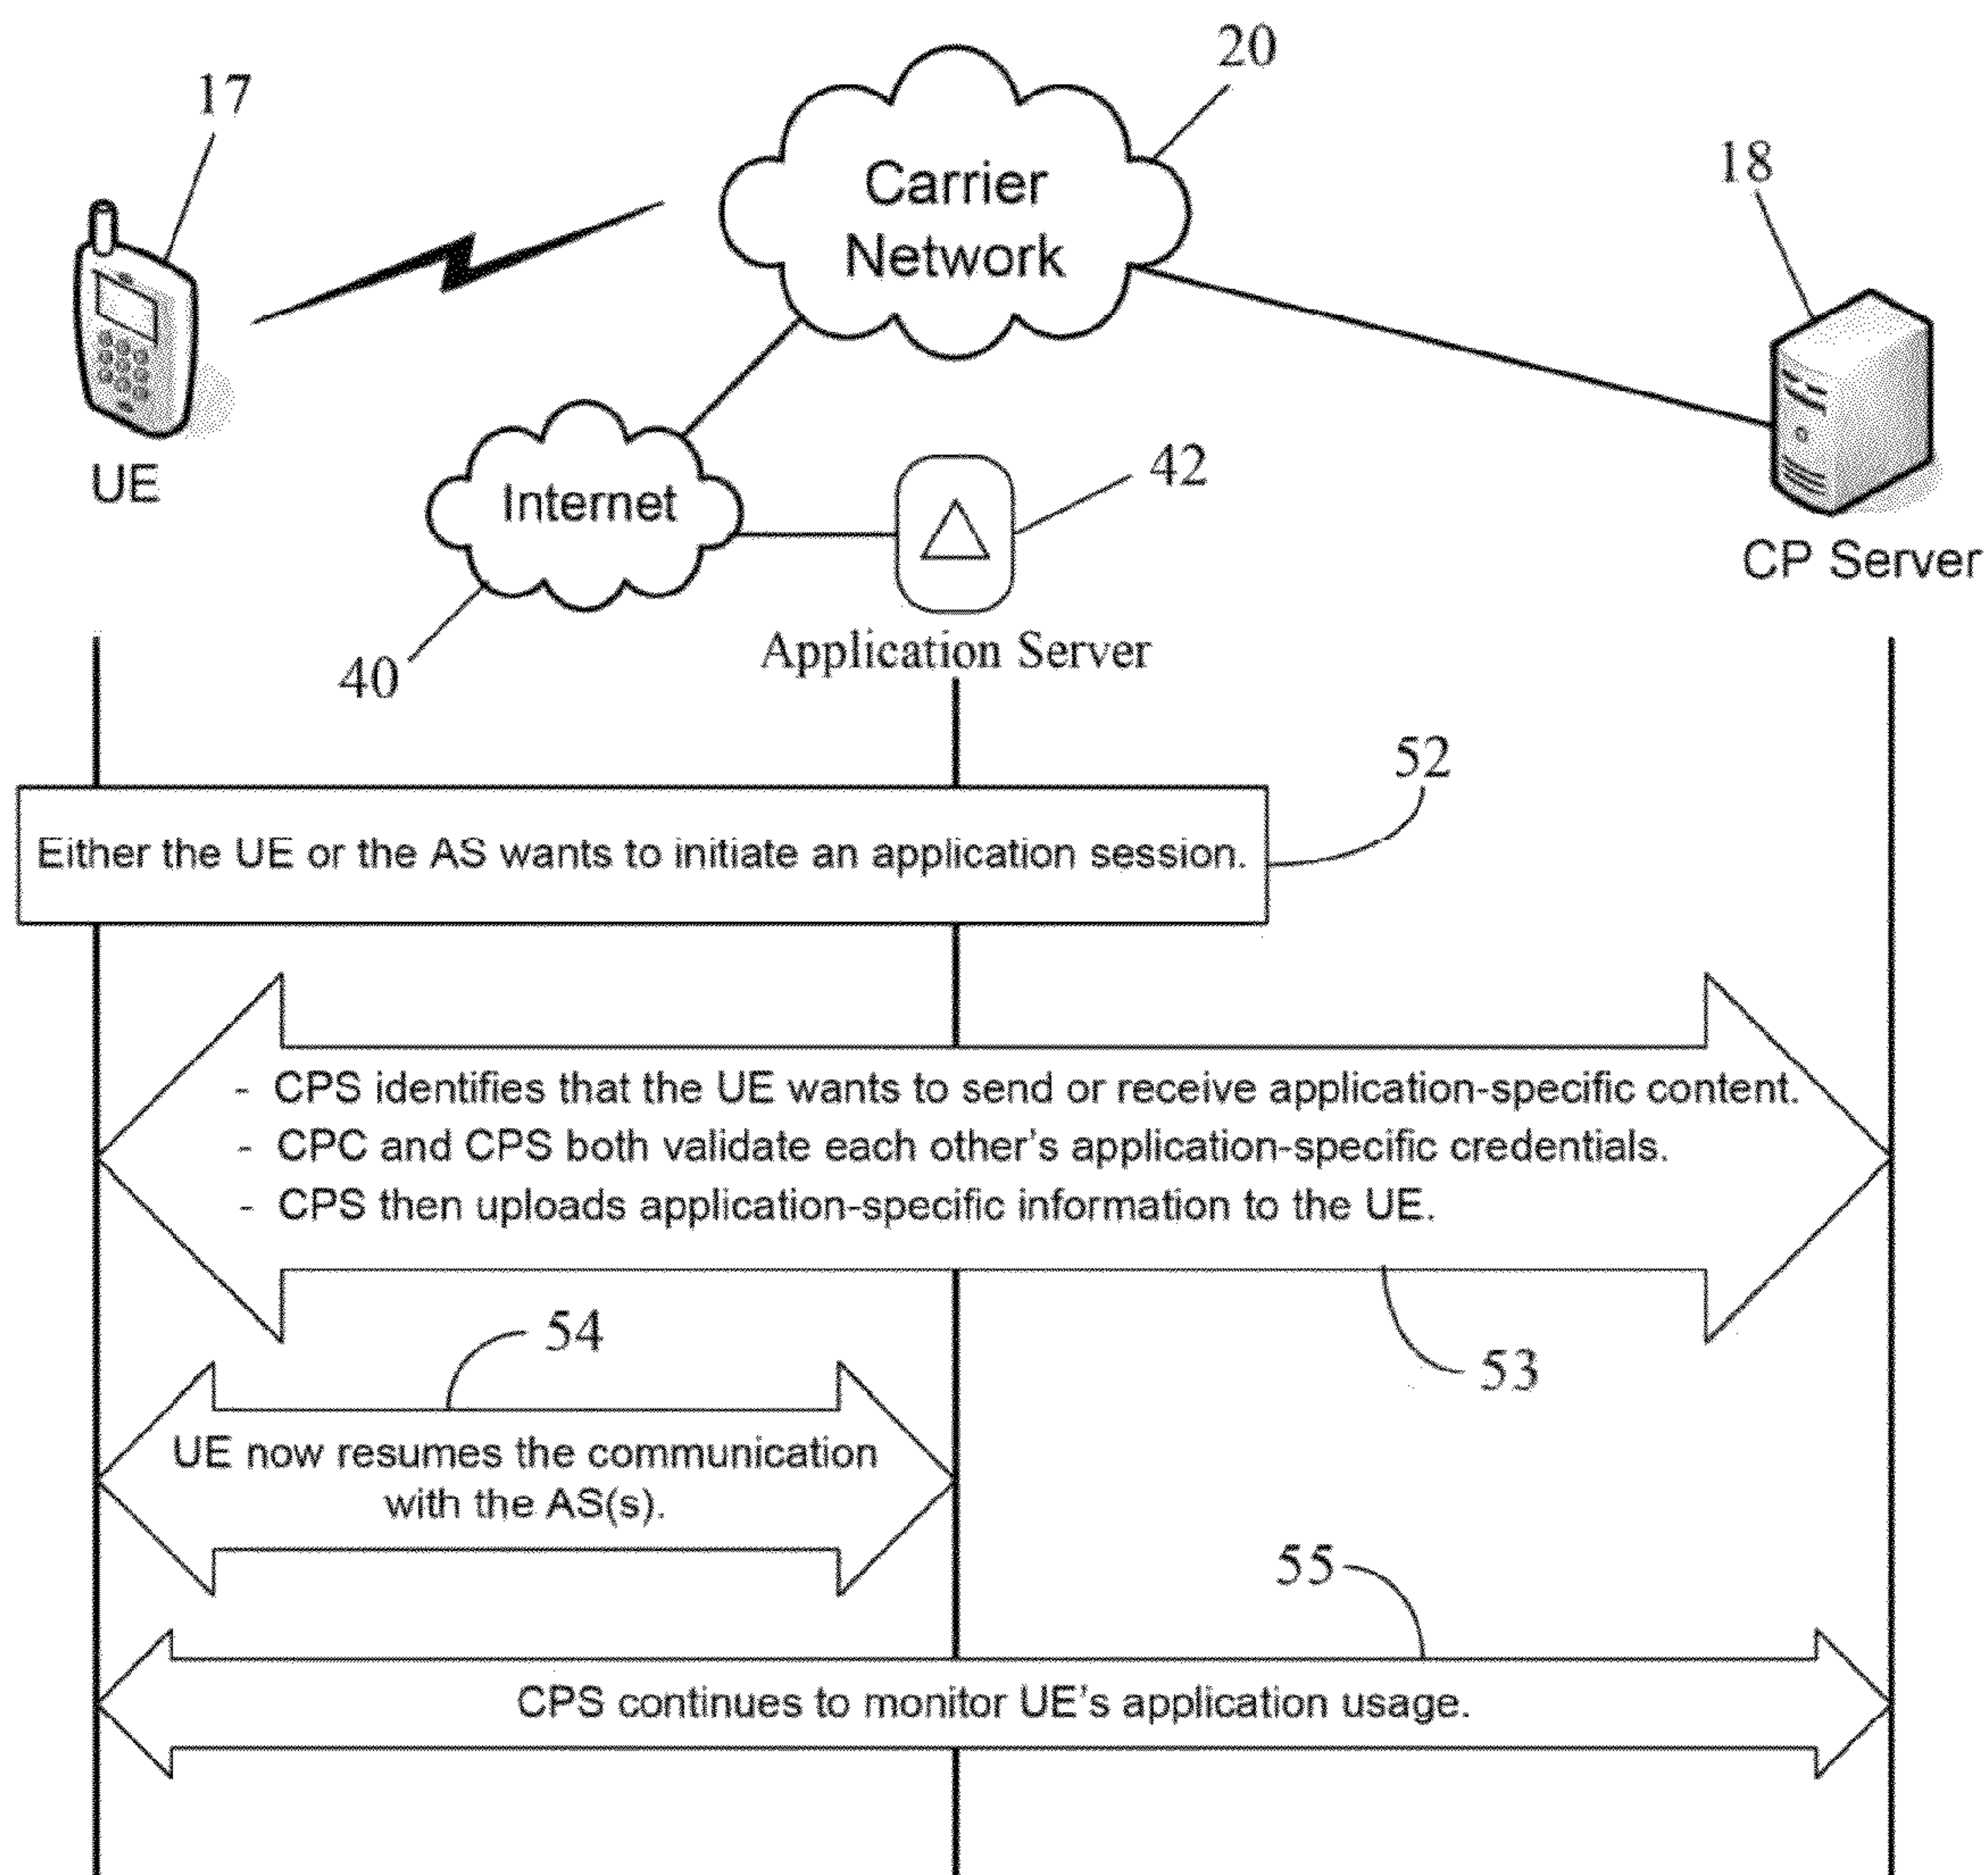 20
17
Carrier
Network
18
UE
Internet
42
CP Server
40
Application Server
52
Either the UE or the AS wants to initiate an application session.
- CPS identifies that the UE wants to send or receive application-specific content.
- CPC and CPS both validate each other's application-specific credentials.
- CPS then uploads application-specific information to the UE.
54
53
UE now resumes the communication
with the AS(s).
55
CPS continues to monitor UE's application usage.